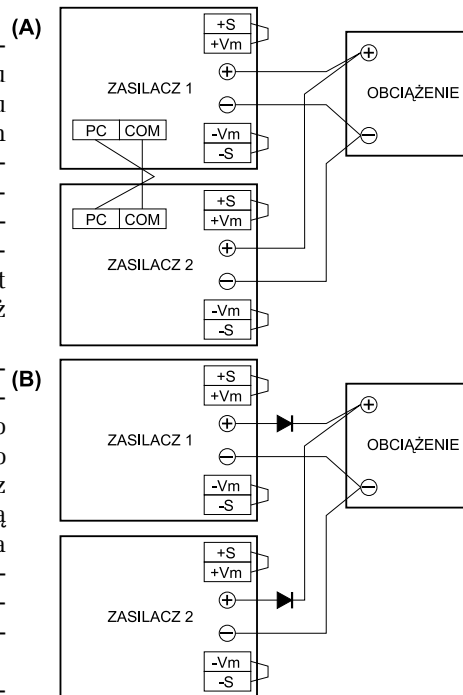 (A)
+S
+Vm
ZASILACZ 1
OBCIĄŻENIE
PC COM
-Vm
-S
PC COM
+S
+Vm
ZASILACZ 2
-Vm
-S
(B)
+S
+Vm
ZASILACZ 1
OBCIĄŻENIE
-Vm
-S
+S
+Vm
ZASILACZ 2
-Vm
-S